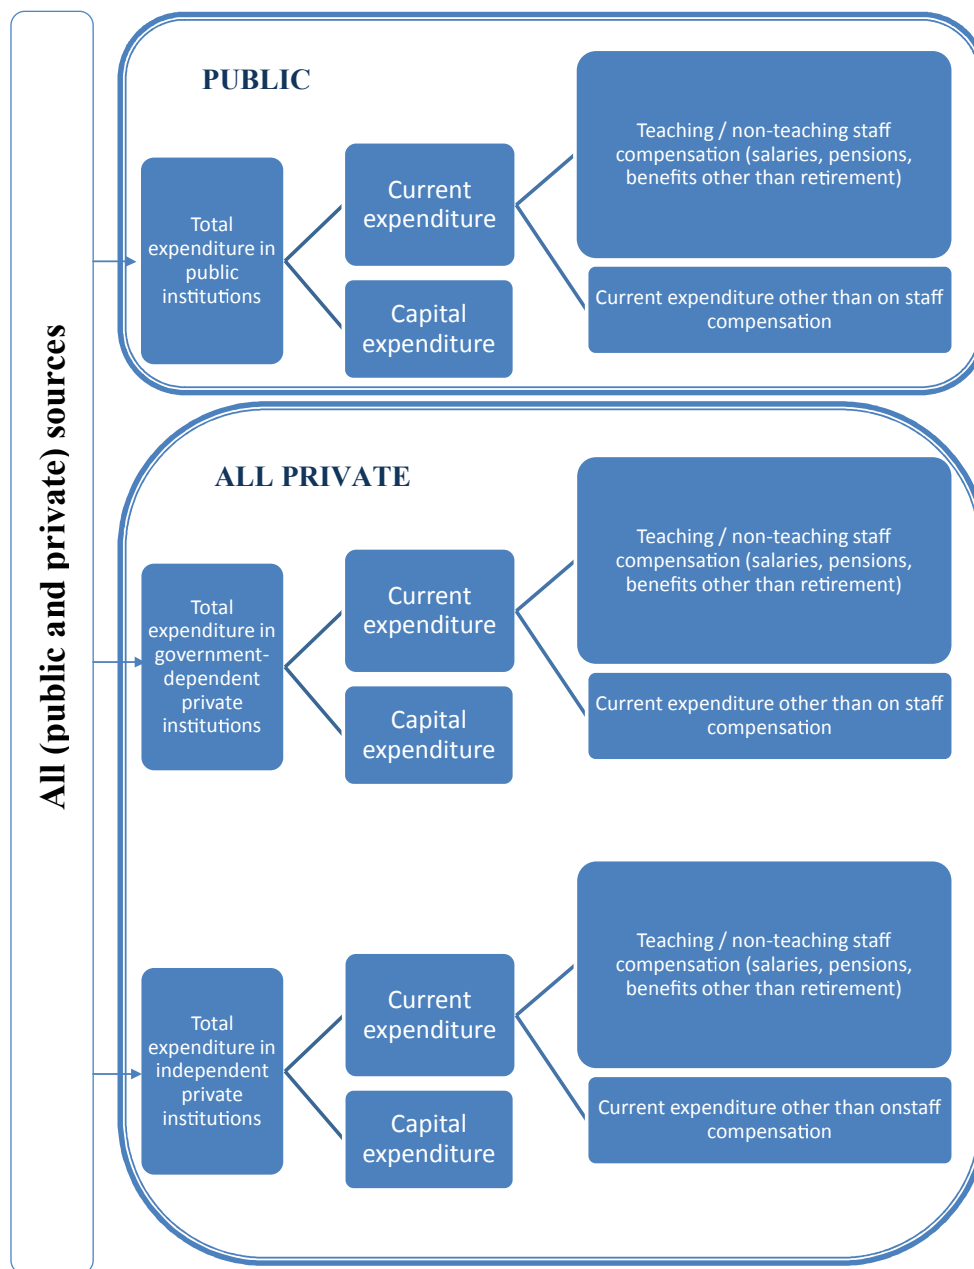 All (public and private) sources
PUBLIC
Total
expenditure in
public
institutions
Current
expenditure
Capital
expenditure
Teaching / non-teaching staff
compensation (salaries, pensions,
benefits other than retirement)
Current expenditure other than on staff
compensation
ALL PRIVATE
Total
expenditure in
government-
dependent
private
institutions
Current
expenditure
Capital
expenditure
Teaching / non-teaching staff
compensation (salaries, pensions,
benefits other than retirement)
Current expenditure other than on staff
compensation
Total
expenditure in
independent
private
institutions
Current
expenditure
Capital
expenditure
Teaching / non-teaching staff
compensation (salaries, pensions,
benefits other than retirement)
Current expenditure other than onstaff
compensation